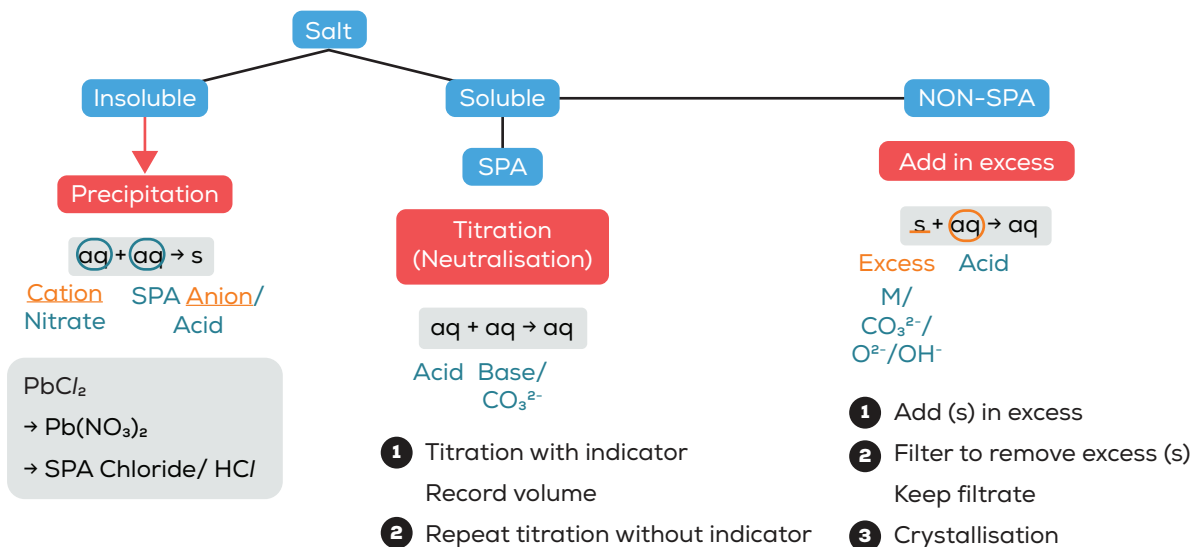 Salt
Insoluble
Soluble
NON-SPA
Precipitation
aq + aq → s
Cation
Nitrate
SPA Anion/
Acid
PbCl₂
→ Pb(NO₃)₂
→ SPA Chloride/ HCl
SPA
Titration
(Neutralisation)
aq + aq → aq
Acid
Base/
CO₃²⁻
1 Titration with indicator
Record volume
2 Repeat titration without indicator
Add in excess
s + aq → aq
Excess
Acid
M/
CO₃²⁻/
O²⁻/OH⁻
1 Add (s) in excess
2 Filter to remove excess (s)
Keep filtrate
3 Crystallisation